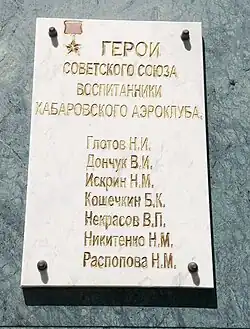 ГЕРОИ
СОВЕТСКОГО СОЮЗА
ВОСПИТАННИКИ
ХАБАРОВСКОГО АЭРОКЛУБА.
Глотов Н.И.
Дончук В.И.
Искрин Н.М.
Кошечкин Б.К.
Некрасов В.П.
Никитенко Н.М.
Распопова Н.М.